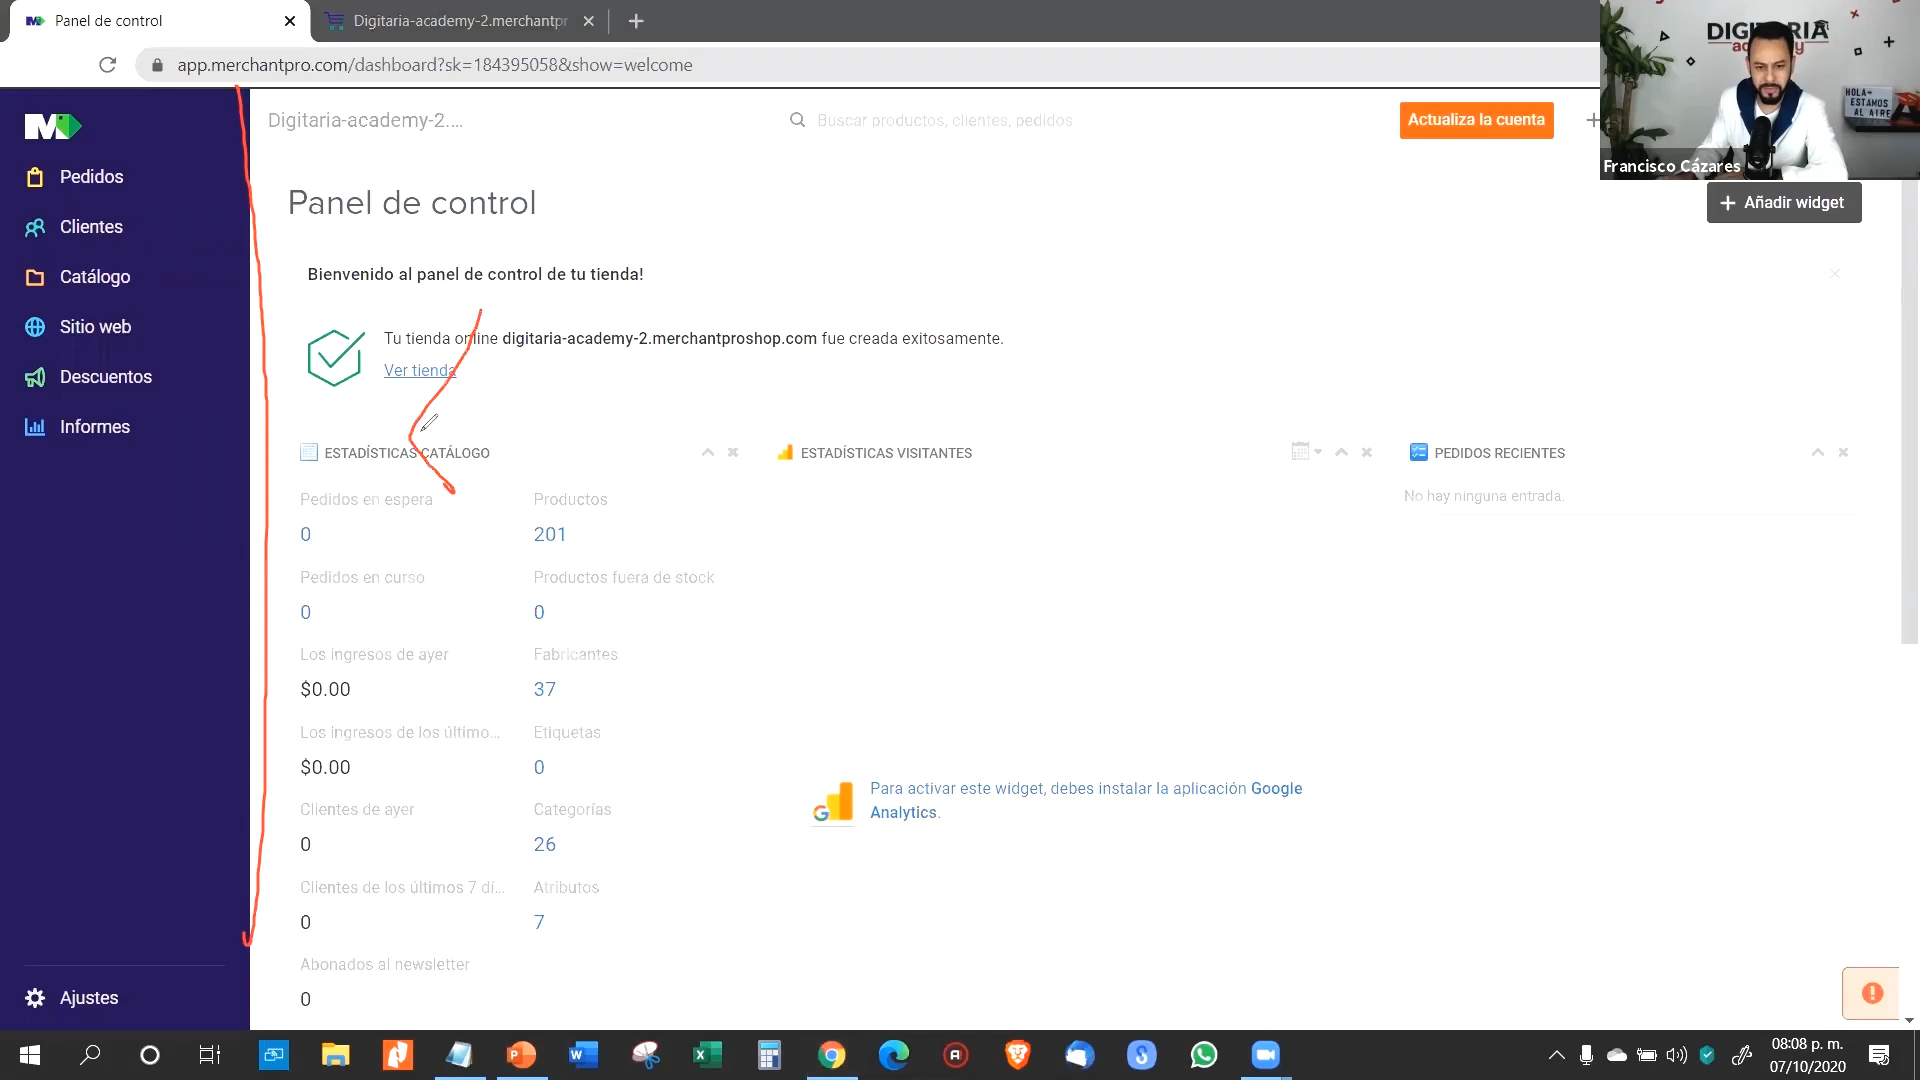 Panel de control
Digitaria-academy-2.merchantpr
app.merchantpro.com/dashboard?sk=184395058&show=welcome
DIGITARIA
academy
HOLA
ESTAMOS
AL AIRE
Francisco Cázares
Digitaria-academy-2....
Buscar productos, clientes, pedidos
Actualiza la cuenta
Pedidos
Clientes
Catálogo
Sitio web
Descuentos
Informes
Ajustes
Panel de control
Añadir widget
Bienvenido al panel de control de tu tienda!
Tu tienda online digitaria-academy-2.merchantproshop.com fue creada exitosamente.
Ver tienda
ESTADÍSTICAS CATÁLOGO
Pedidos en espera
0
Productos
201
Pedidos en curso
0
Productos fuera de stock
0
Los ingresos de ayer
$0.00
Fabricantes
37
Los ingresos de los último...
$0.00
Etiquetas
0
Clientes de ayer
0
Categorías
26
Clientes de los últimos 7 dí...
0
Atributos
7
Abonados al newsletter
0
ESTADÍSTICAS VISITANTES
Para activar este widget, debes instalar la aplicación Google
Analytics.
PEDIDOS RECIENTES
No hay ninguna entrada.
08:08 p. m.
07/10/2020